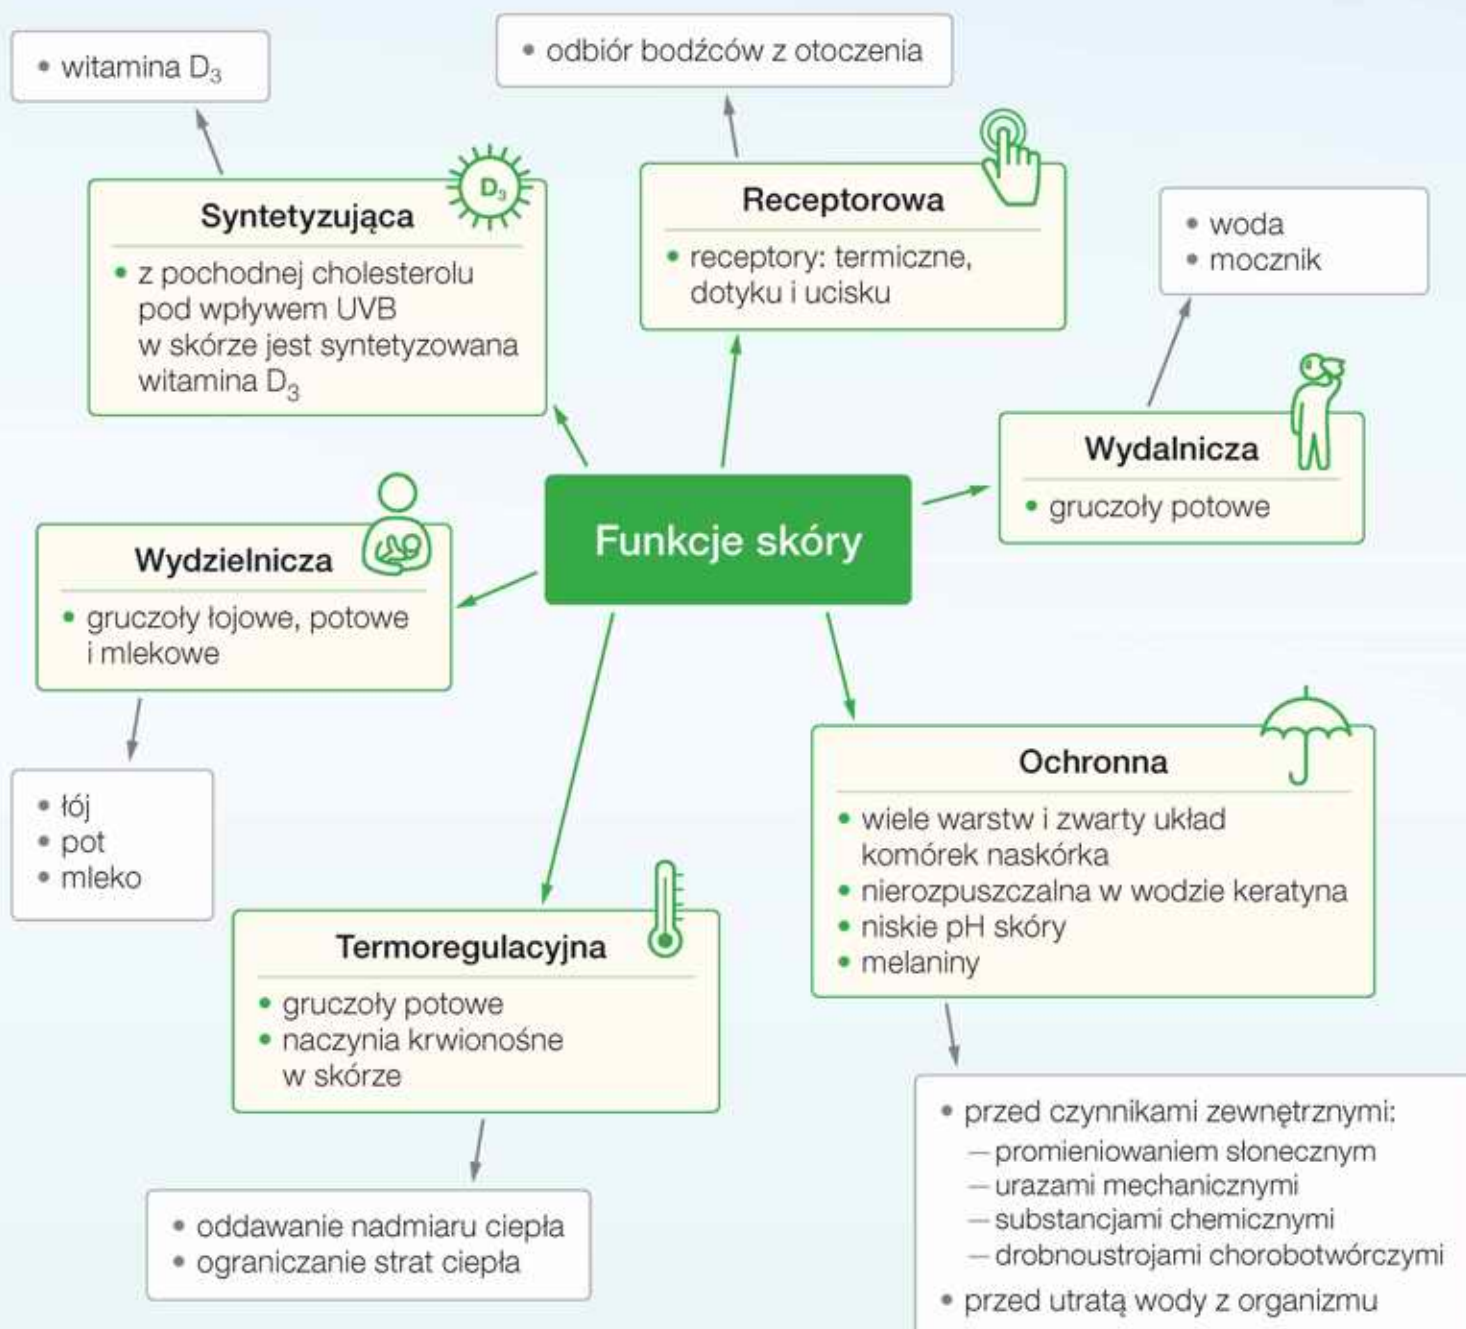 witamina D₃
odbiór bodźców z otoczenia
D₃
Syntetyzująca
z pochodnej cholesterolu
pod wpływem UVB
w skórze jest syntetyzowana
witamina D₃
Receptorowa
receptory: termiczne,
dotyku i ucisku
woda
mocznik
Wydalnicza
gruczoły potowe
Funkcje skóry
Wydzielnicza
gruczoły łojowe, potowe
i mlekowe
łój
pot
mleko
Termoregulacyjna
gruczoły potowe
naczynia krwionośne
w skórze
oddawanie nadmiaru ciepła
ograniczanie strat ciepła
Ochronna
wiele warstw i zwarty układ
komórek naskórka
nierozpuszczalna w wodzie keratyna
niskie pH skóry
melaniny
przed czynnikami zewnętrznymi:
— promieniowaniem słonecznym
— urazami mechanicznymi
— substancjami chemicznymi
— drobnoustrojami chorobotwórczymi
przed utratą wody z organizmu